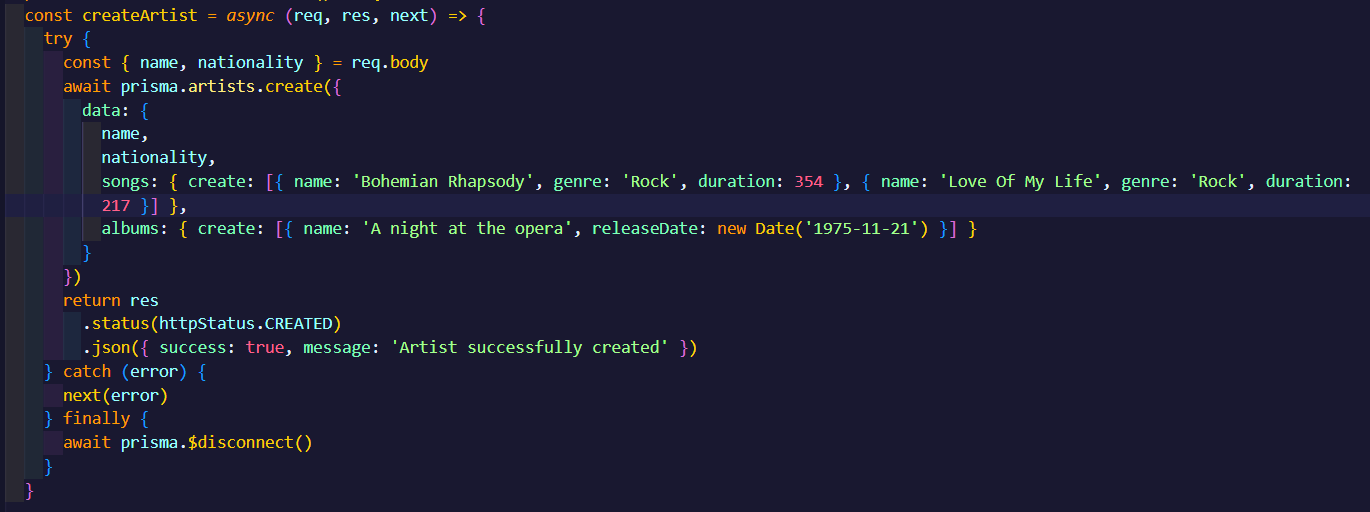 const createArtist = async (req, res, next) => {
try {
const { name, nationality } = req.body
await prisma.artists.create({
data: {
name,
nationality,
songs: { create: [{ name: 'Bohemian Rhapsody', genre: 'Rock', duration: 354 }, { name: 'Love Of My Life', genre: 'Rock', duration:
217 }] },
albums: { create: [{ name: 'A night at the opera', releaseDate: new Date('1975-11-21') }] }
}
})
return res
.status(httpStatus.CREATED)
.json({ success: true, message: 'Artist successfully created' })
} catch (error) {
next(error)
} finally {
await prisma.$disconnect()
}
}